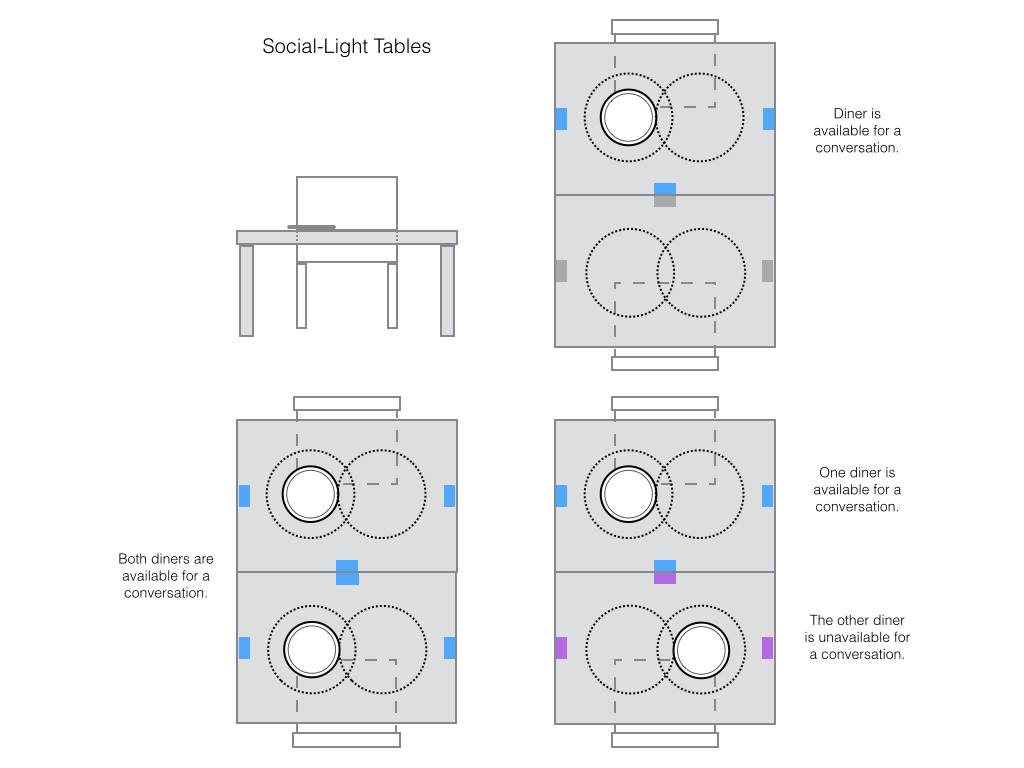 Social-Light Tables
Diner is
available for a
conversation.
Both diners are
available for a
conversation.
One diner is
available for a
conversation.
The other diner
is unavailable for
a conversation.